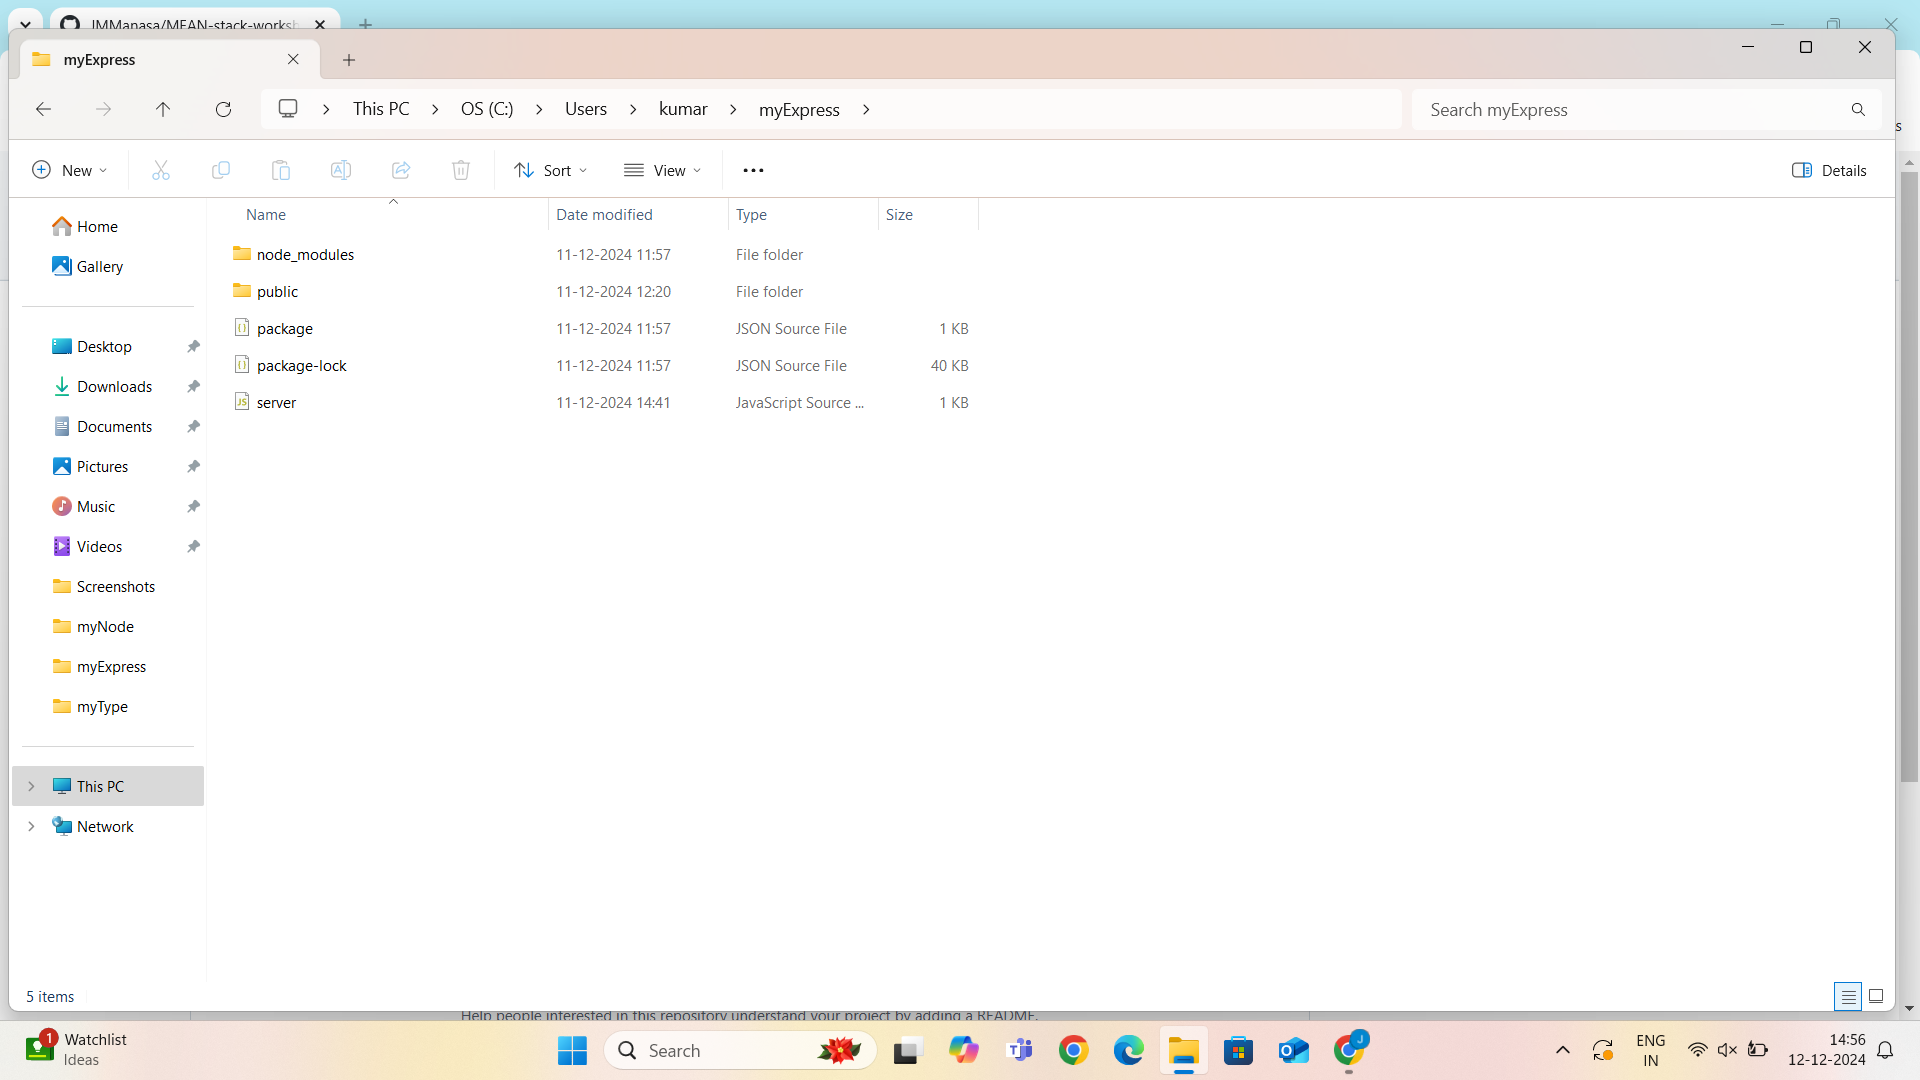 JMManasa/MEAN-stack-worksh
myExpress
This PC > OS (C:) > Users > kumar > myExpress >
Search myExpress
New
Sort
View
Details
Name Date modified Type Size
node_modules 11-12-2024 11:57 File folder
public 11-12-2024 12:20 File folder
package 11-12-2024 11:57 JSON Source File 1 KB
package-lock 11-12-2024 11:57 JSON Source File 40 KB
server 11-12-2024 14:41 JavaScript Source ... 1 KB
Home
Gallery
Desktop
Downloads
Documents
Pictures
Music
Videos
Screenshots
myNode
myExpress
myType
This PC
Network
5 items
Help people interested in this repository understand your project by adding a README.
1
Watchlist
Ideas
Search
J
ENG
IN
14:56
12-12-2024